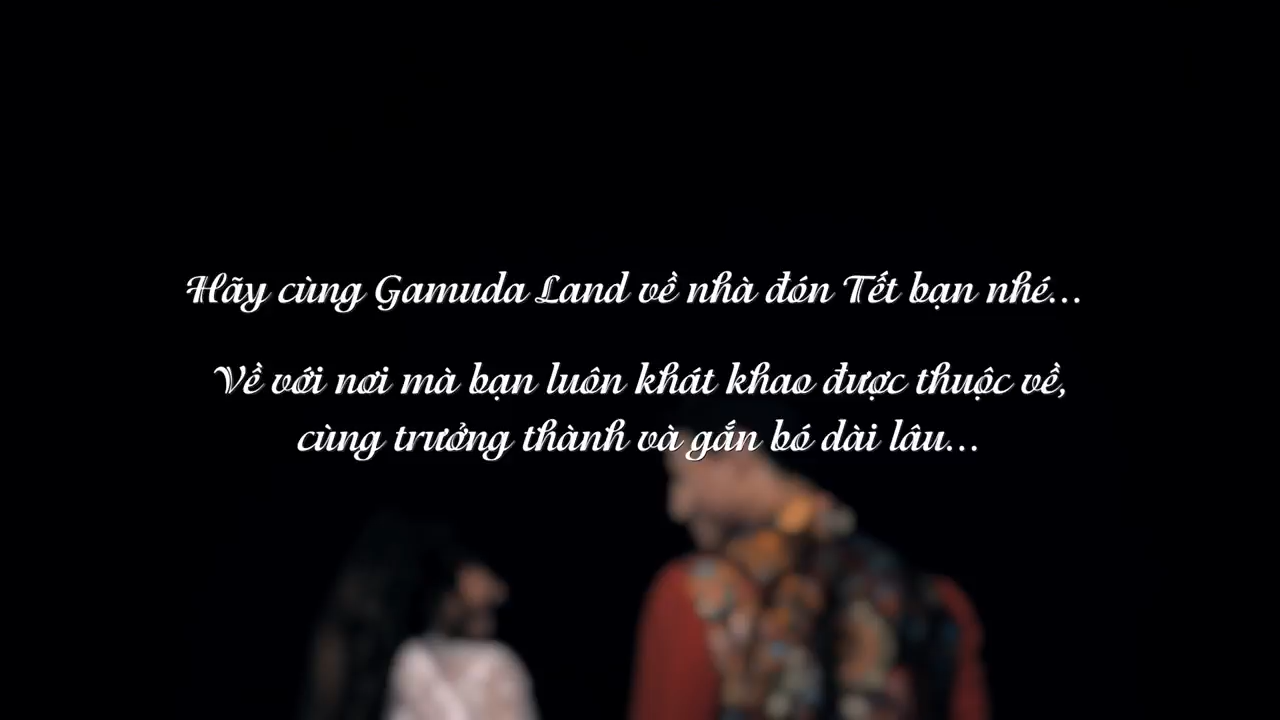 Hãy cùng Gamuda Land về nhà đón Tết bạn nhé...
Về với nơi mà bạn luôn khát khao được thuộc về,
cùng trưởng thành và gắn bó dài lâu...